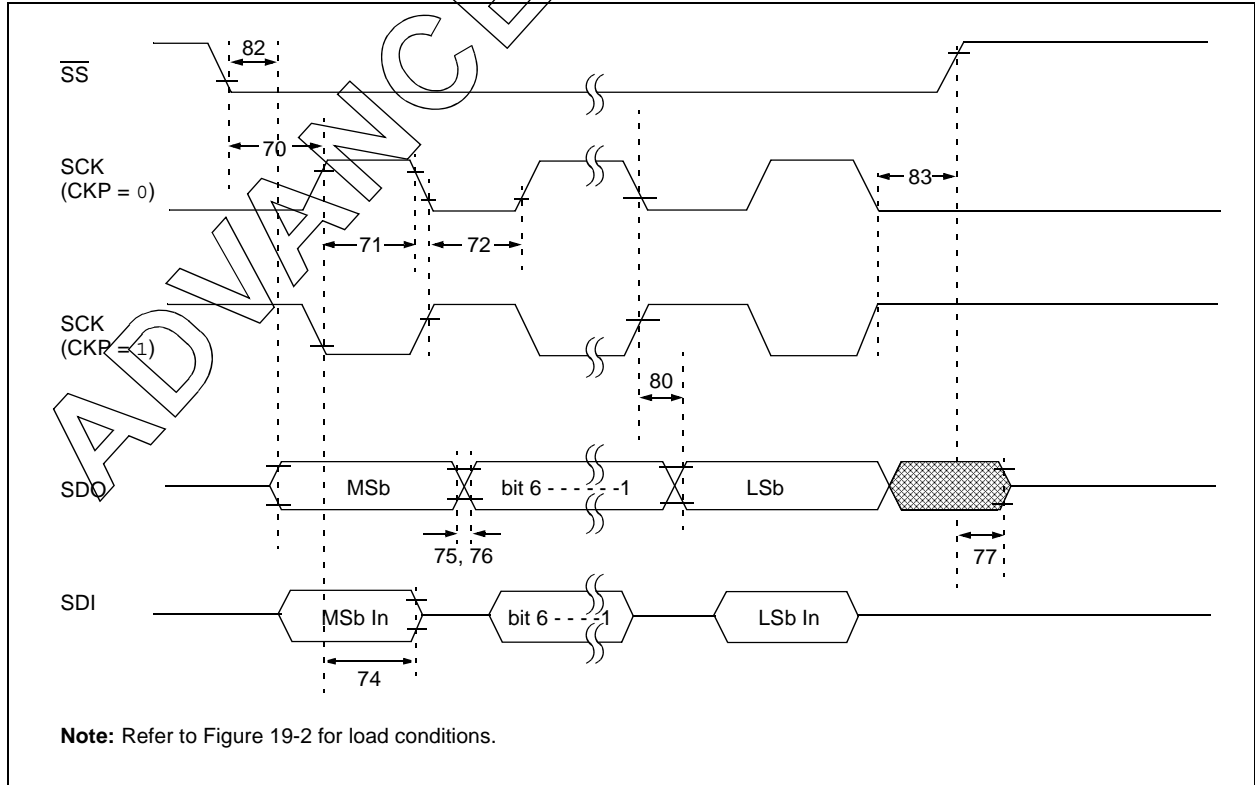 82
SS
70
SCK
(CKP = 0)
83
71
72
SCK
(CKP = 1)
80
SDO
MSb
bit 6 - - - - - -1
LSb
75, 76
77
SDI
MSb In
bit 6 - - - -1
LSb In
74
Note: Refer to Figure 19-2 for load conditions.